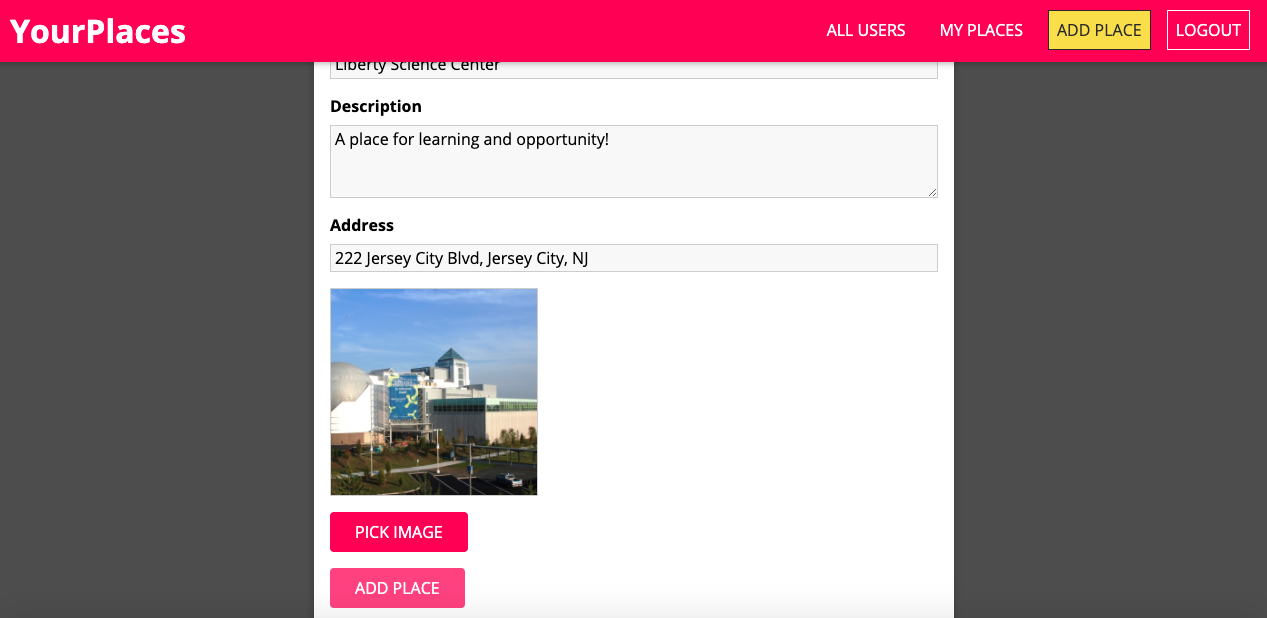 YourPlaces
ALL USERS
MY PLACES
ADD PLACE
LOGOUT
Liberty Science Center
Description
A place for learning and opportunity!
Address
222 Jersey City Blvd, Jersey City, NJ
PICK IMAGE
ADD PLACE